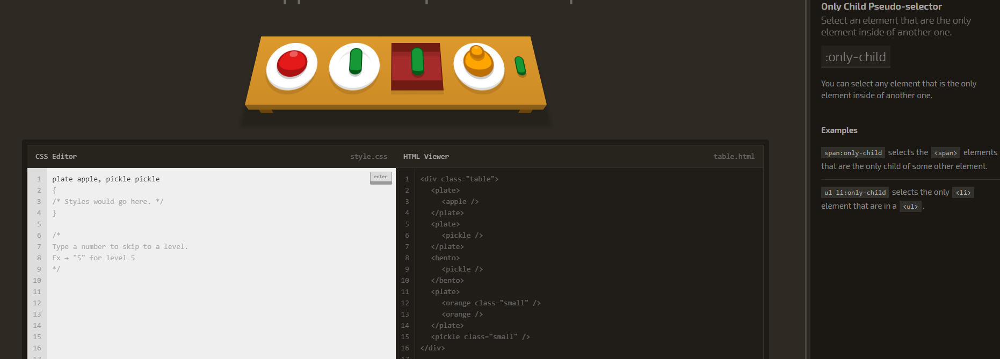 CSS Editor
style.css
1 plate apple, pickle pickle
enter
2 {
3 /* Styles would go here. */
4 }
5
6 /*
7 Type a number to skip to a level.
8 Ex → "5" for level 5
9 */
10
11
12
13
14
15
16
HTML Viewer
table.html
1 <div class="table">
2 <plate>
3 <apple />
4 </plate>
5 <plate>
6 <pickle />
7 </plate>
8 <bento>
9 <pickle />
10 </bento>
11 <plate>
12 <orange class="small" />
13 <orange />
14 </plate>
15 <pickle class="small" />
16 </div>
Only Child Pseudo-selector
Select an element that are the only
element inside of another one.
:only-child
You can select any element that is the only
element inside of another one.
Examples
span:only-child selects the <span> elements
that are the only child of some other element.
ul li:only-child selects the only <li>
element that are in a <ul>.